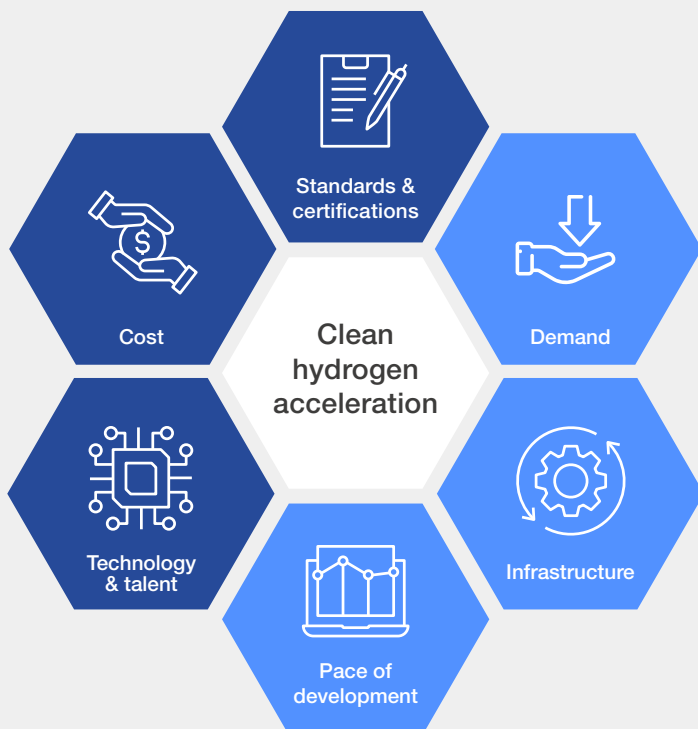 Standards &
certifications
Cost
$
Demand
Clean
hydrogen
acceleration
Technology
& talent
Infrastructure
Pace of
development